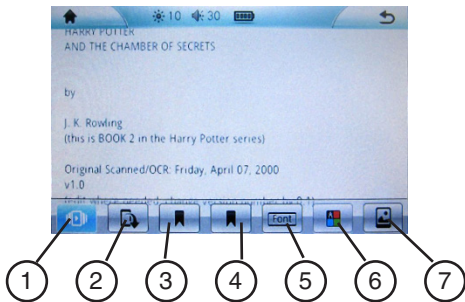 10 30
HARRY POTTER
AND THE CHAMBER OF SECRETS
by
J. K. Rowling
(this is BOOK 2 in the Harry Potter series)
Original Scanned/OCR: Friday, April 07, 2000
v1.0
Font
1 2 3 4 5 6 7